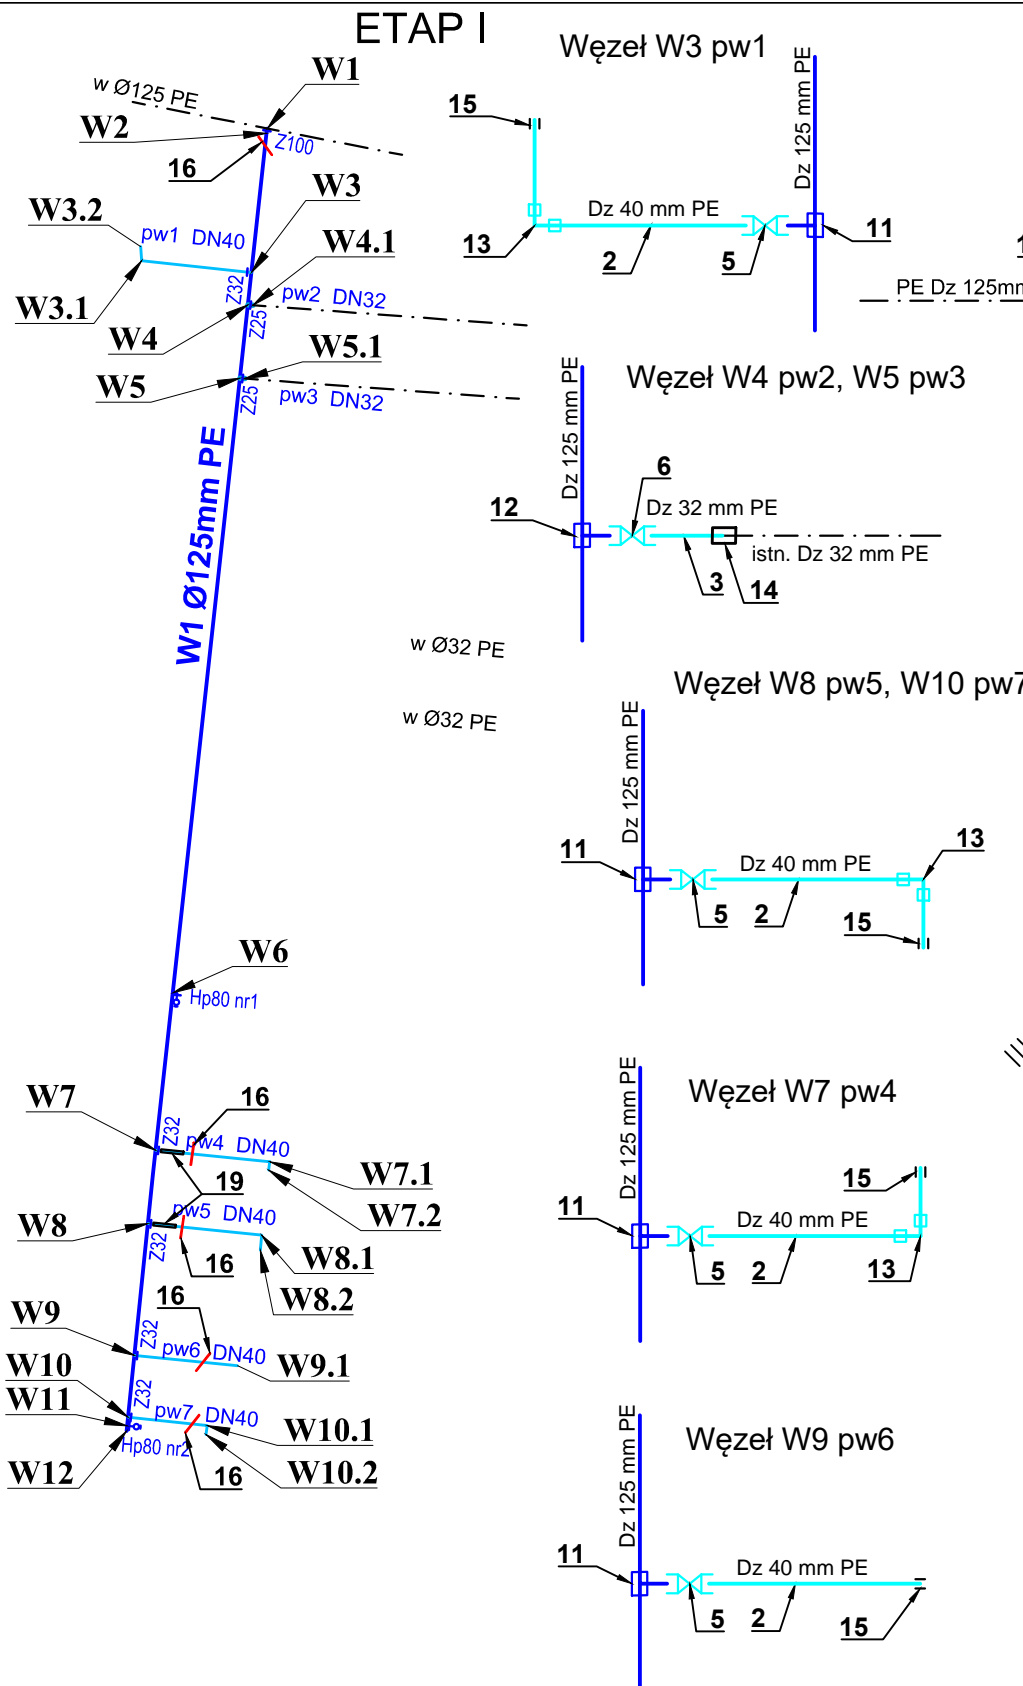 ETAP I
w Ø125 PE
W1
W2
Z100
16
W3
W3.2
pw1 DN40
W4.1
Z32
pw2 DN32
W3.1
W4
Z25
W5.1
W5
Z25
pw3 DN32
W1 Ø125mm PE
w Ø32 PE
w Ø32 PE
W6
Hp80 nr1
W7
Z32
16
pw4 DN40
W7.1
19
W7.2
pw5 DN40
W8
Z32
16
W8.1
W8.2
16
W9
Z32
pw6 DN40
W9.1
W10
Z32
W11
pw7 DN40
W10.1
Hp80 nr2
W12
16
W10.2
Węzeł W3 pw1
15
Dz 125 mm PE
Dz 40 mm PE
13
2
5
11
1
PE Dz 125mm
Węzeł W4 pw2, W5 pw3
Dz 125 mm PE
6
12
Dz 32 mm PE
istn. Dz 32 mm PE
3
14
Węzeł W8 pw5, W10 pw7
Dz 125 mm PE
11
Dz 40 mm PE
13
5
2
15
Węzeł W7 pw4
Dz 125 mm PE
15
11
Dz 40 mm PE
5
2
13
Węzeł W9 pw6
Dz 125 mm PE
11
Dz 40 mm PE
5
2
15